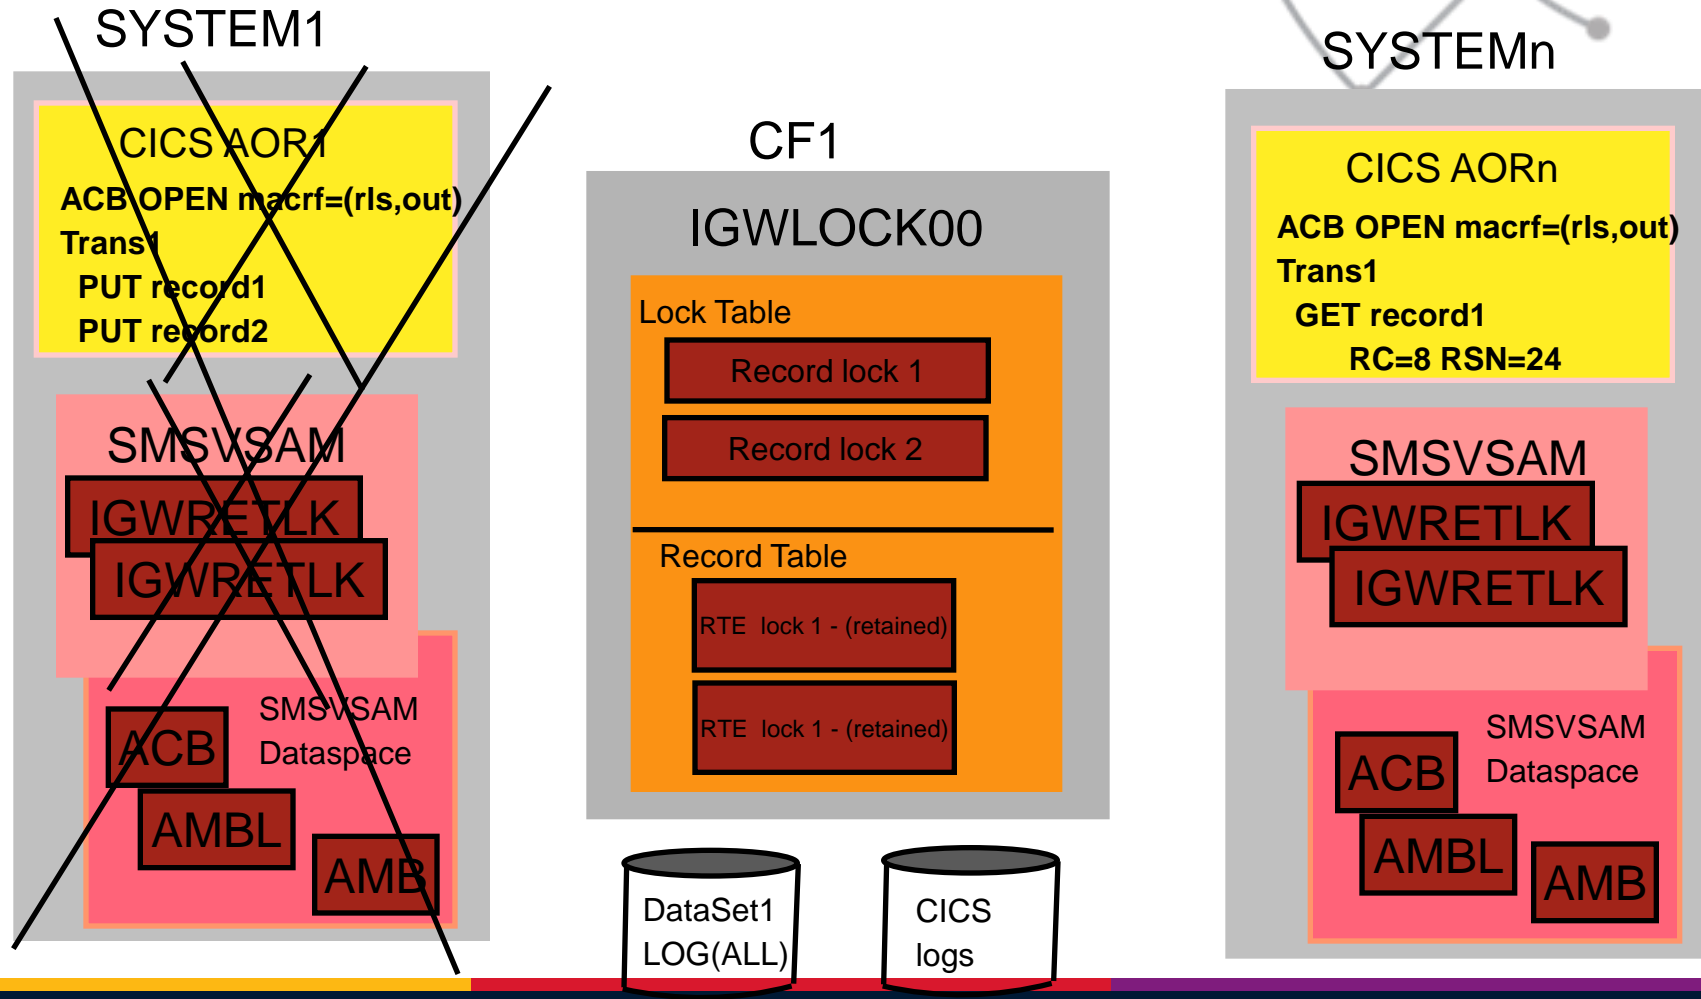 SYSTEM1
CICS AOR1
ACB OPEN macrf=(rls,out)
Trans1
PUT record1
PUT record2
SMSVSAM
IGWRETLK
IGWRETLK
SMSVSAM
Dataspace
ACB
AMBL
AMB
CF1
IGWLOCK00
Lock Table
Record lock 1
Record lock 2
Record Table
RTE lock 1 - (retained)
RTE lock 1 - (retained)
DataSet1
LOG(ALL)
CICS
logs
SYSTEMn
CICS AORn
ACB OPEN macrf=(rls,out)
Trans1
GET record1
RC=8 RSN=24
SMSVSAM
IGWRETLK
IGWRETLK
SMSVSAM
Dataspace
ACB
AMBL
AMB